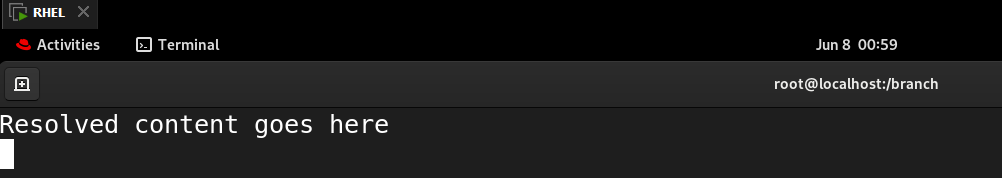 RHEL
Activities Terminal Jun 8 00:59
root@localhost:/branch
Resolved content goes here